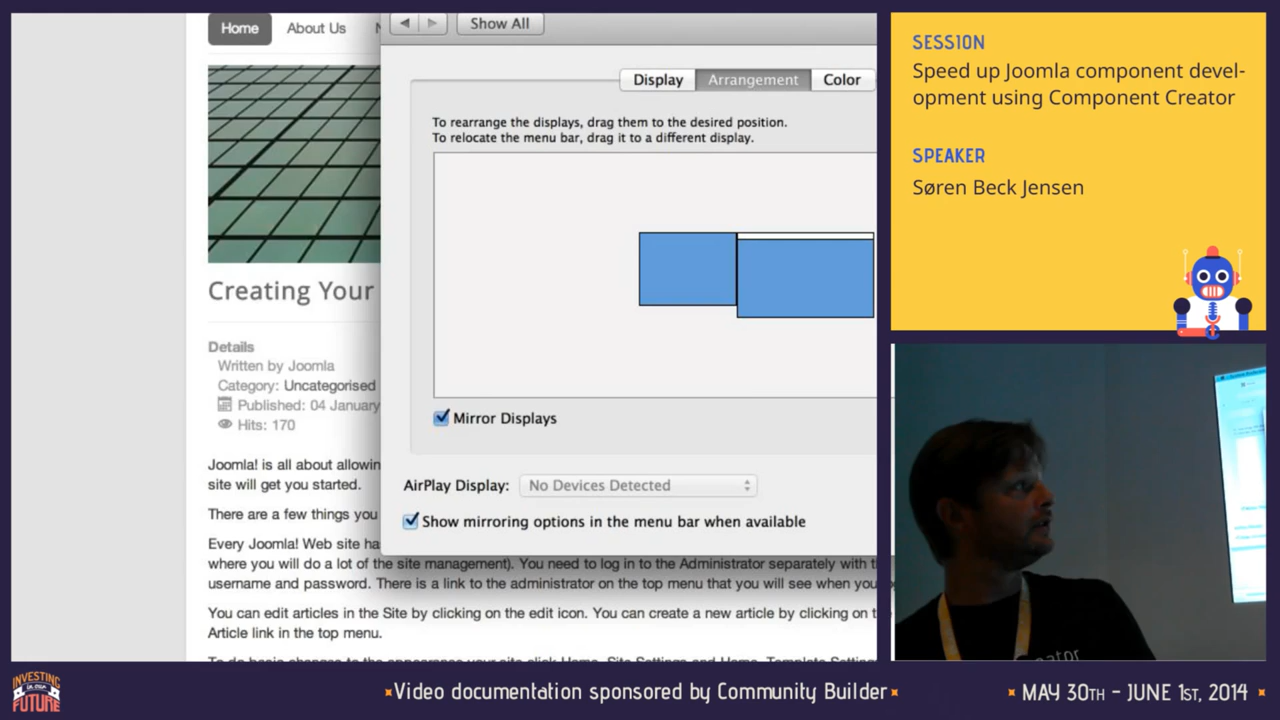 Home About Us
◀ ▶ Show All
Display Arrangement Color
To rearrange the displays, drag them to the desired position.
To relocate the menu bar, drag it to a different display.
Creating Your
Details
Written by Joomla
Category: Uncategorised
Published: 04 January
Hits: 170
Mirror Displays
Joomla! is all about allowin
site will get you started.
AirPlay Display: No Devices Detected
There are a few things you
Show mirroring options in the menu bar when available
Every Joomla! Web site ha
where you will do a lot of the site management). You need to log in to the Administrator separately with t
username and password. There is a link to the administrator on the top menu that you will see when you
You can edit articles in the Site by clicking on the edit icon. You can create a new article by clicking on t
Article link in the top menu.
SESSION
Speed up Joomla component devel-
opment using Component Creator
SPEAKER
Søren Beck Jensen
INVESTING
IN OUR
FUTURE
Video documentation sponsored by Community Builder
MAY 30TH - JUNE 1ST, 2014